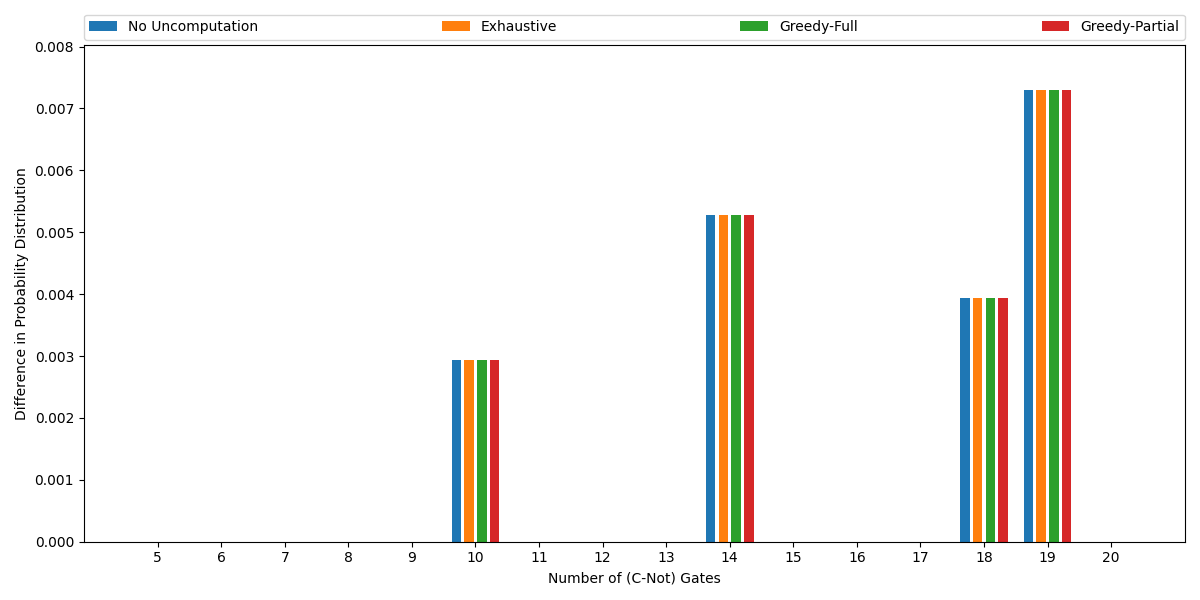 No Uncomputation Exhaustive Greedy-Full Greedy-Partial
0.008
0.007
0.006
0.005
0.004
0.003
0.002
0.001
0.000
Difference in Probability Distribution
5 6 7 8 9 10 11 12 13 14 15 16 17 18 19 20
Number of (C-Not) Gates